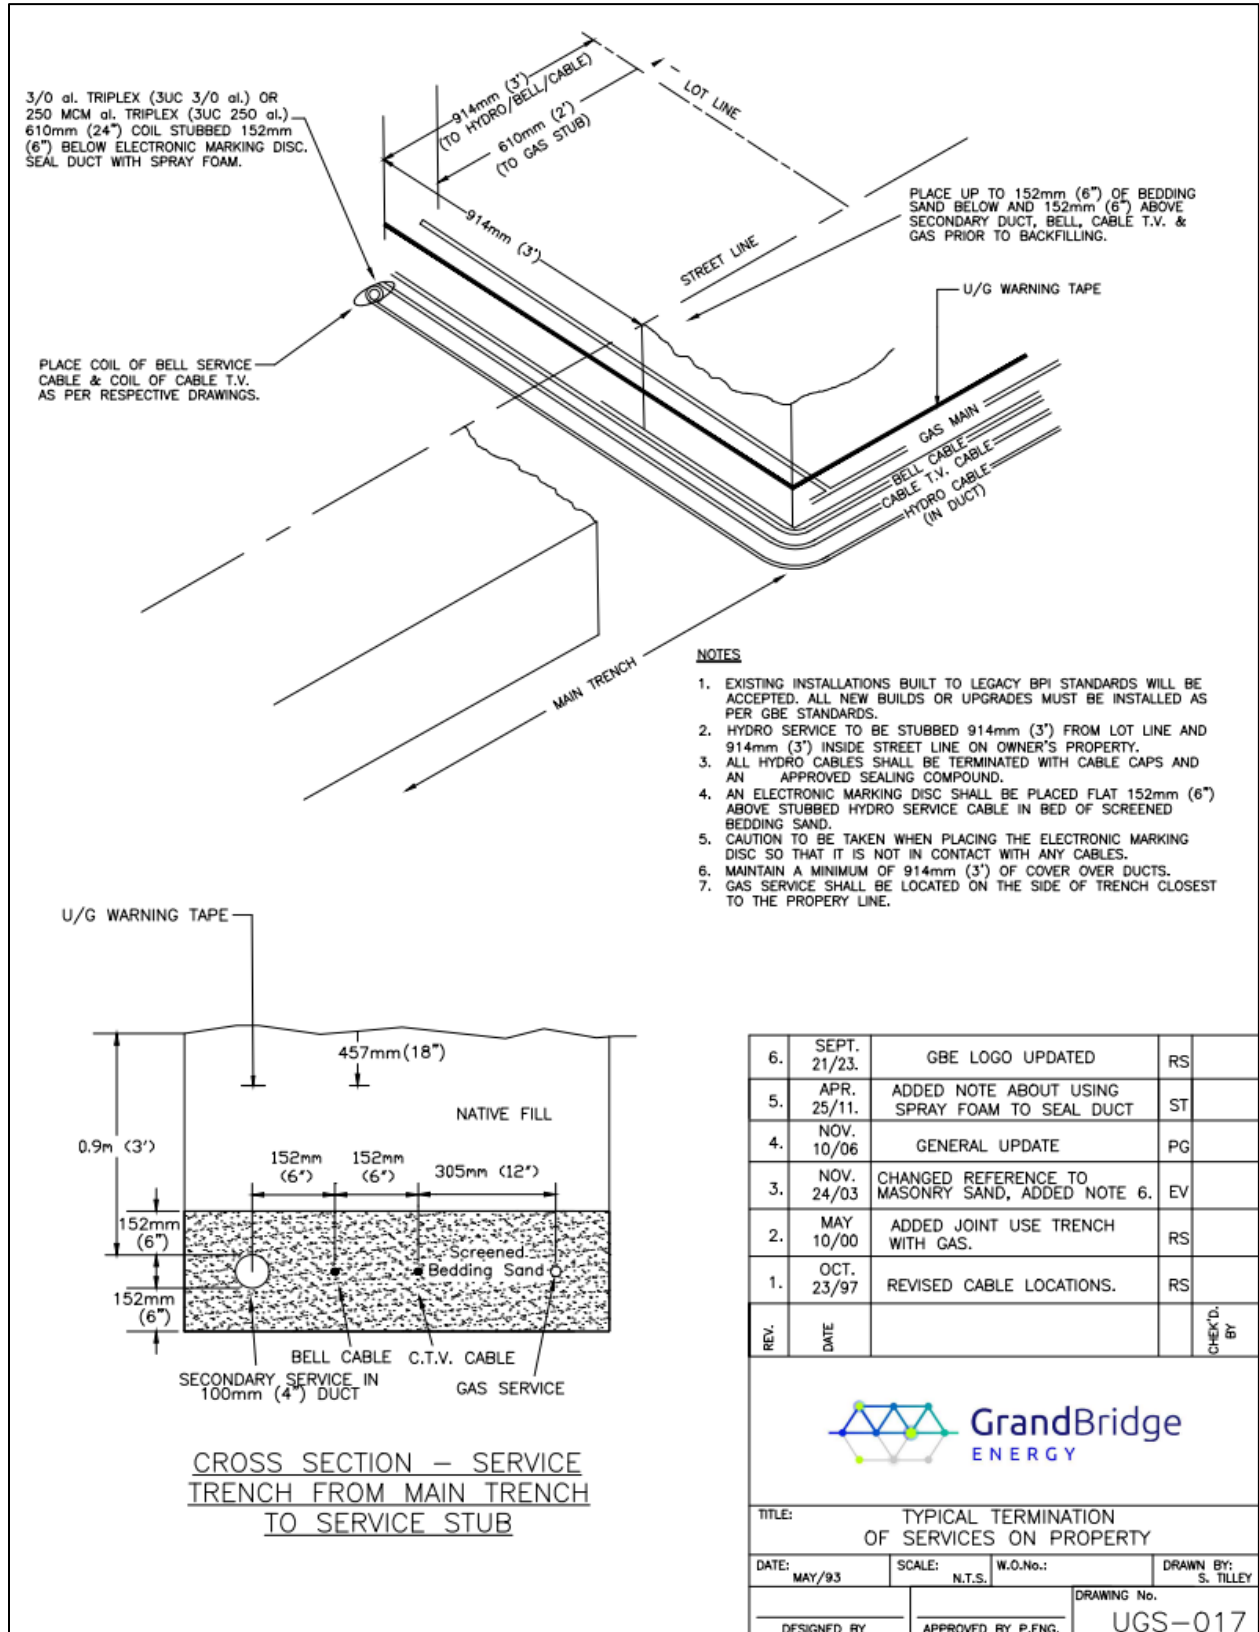 3/0 al. TRIPLEX (3UC 3/0 al.) OR
250 MCM al. TRIPLEX (3UC 250 al.)
610mm (24") COIL STUBBED 152mm
(6") BELOW ELECTRONIC MARKING DISC.
SEAL DUCT WITH SPRAY FOAM.
914mm (3')
(TO HYDRO/BELL/CABLE)
610mm (2')
(TO GAS STUB)
LOT LINE
914mm (3')
STREET LINE
PLACE UP TO 152mm (6") OF BEDDING
SAND BELOW AND 152mm (6") ABOVE
SECONDARY DUCT, BELL, CABLE T.V. &
GAS PRIOR TO BACKFILLING.
U/G WARNING TAPE
PLACE COIL OF BELL SERVICE
CABLE & COIL OF CABLE T.V.
AS PER RESPECTIVE DRAWINGS.
GAS MAIN
BELL CABLE
CABLE T.V. CABLE
HYDRO CABLE
(IN DUCT)
MAIN TRENCH
NOTES
1. EXISTING INSTALLATIONS BUILT TO LEGACY BPI STANDARDS WILL BE
ACCEPTED. ALL NEW BUILDS OR UPGRADES MUST BE INSTALLED AS
PER GBE STANDARDS.
2. HYDRO SERVICE TO BE STUBBED 914mm (3') FROM LOT LINE AND
914mm (3') INSIDE STREET LINE ON OWNER'S PROPERTY.
3. ALL HYDRO CABLES SHALL BE TERMINATED WITH CABLE CAPS AND
AN APPROVED SEALING COMPOUND.
4. AN ELECTRONIC MARKING DISC SHALL BE PLACED FLAT 152mm (6")
ABOVE STUBBED HYDRO SERVICE CABLE IN BED OF SCREENED
BEDDING SAND.
5. CAUTION TO BE TAKEN WHEN PLACING THE ELECTRONIC MARKING
DISC SO THAT IT IS NOT IN CONTACT WITH ANY CABLES.
6. MAINTAIN A MINIMUM OF 914mm (3') OF COVER OVER DUCTS.
7. GAS SERVICE SHALL BE LOCATED ON THE SIDE OF TRENCH CLOSEST
TO THE PROPERY LINE.
U/G WARNING TAPE
457mm(18")
NATIVE FILL
0.9m (3')
152mm
(6")
152mm
(6")
305mm (12")
152mm
(6")
Screened
Bedding Sand
152mm
(6")
BELL CABLE
C.T.V. CABLE
SECONDARY SERVICE IN
100mm (4") DUCT
GAS SERVICE
CROSS SECTION – SERVICE
TRENCH FROM MAIN TRENCH
TO SERVICE STUB
6. SEPT. 21/23. GBE LOGO UPDATED RS
5. APR. 25/11. ADDED NOTE ABOUT USING SPRAY FOAM TO SEAL DUCT ST
4. NOV. 10/06 GENERAL UPDATE PG
3. NOV. 24/03 CHANGED REFERENCE TO MASONRY SAND, ADDED NOTE 6. EV
2. MAY 10/00 ADDED JOINT USE TRENCH WITH GAS. RS
1. OCT. 23/97 REVISED CABLE LOCATIONS. RS
REV. DATE CHEK'D. BY
GrandBridge
ENERGY
TITLE: TYPICAL TERMINATION
OF SERVICES ON PROPERTY
DATE: MAY/93 SCALE: N.T.S. W.O.No.: DRAWN BY: S. TILLEY
DRAWING No.
UGS-017
DESIGNED BY APPROVED BY P.ENG.